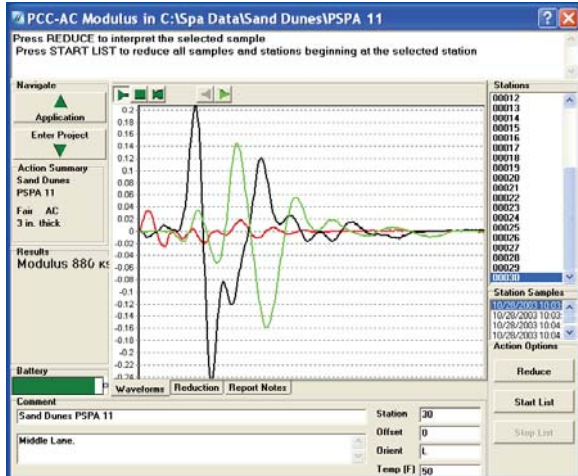 PCC-AC Modulus in C:\Spa Data\Sand Dunes\PSPA 11
Press REDUCE to interpret the selected sample
Press START LIST to reduce all samples and stations beginning at the selected station
Navigate
Application
Enter Project
Action Summary
Sand Dunes
PSPA 11
Fair AC
3 in. thick
Results
Modulus 880 KS
Battery
0.2
0.18
0.16
0.14
0.12
0.1
0.08
0.06
0.04
0.02
0
-0.02
-0.04
-0.06
-0.08
-0.1
-0.12
-0.14
-0.16
-0.18
-0.2
-0.22
-0.24
Waveforms
Reduction
Report Notes
Stations
00012
00013
00014
00015
00016
00017
00018
00019
00020
00021
00022
00023
00024
00025
00026
00027
00028
00029
00030
Station Samples
10/28/2003 10:03
10/28/2003 10:03
10/28/2003 10:04
10/28/2003 10:04
Action Options
Reduce
Start List
Stop List
Comment
Sand Dunes PSPA 11
Middle Lane.
Station 30
Offset 0
Orient L
Temp (F) 50